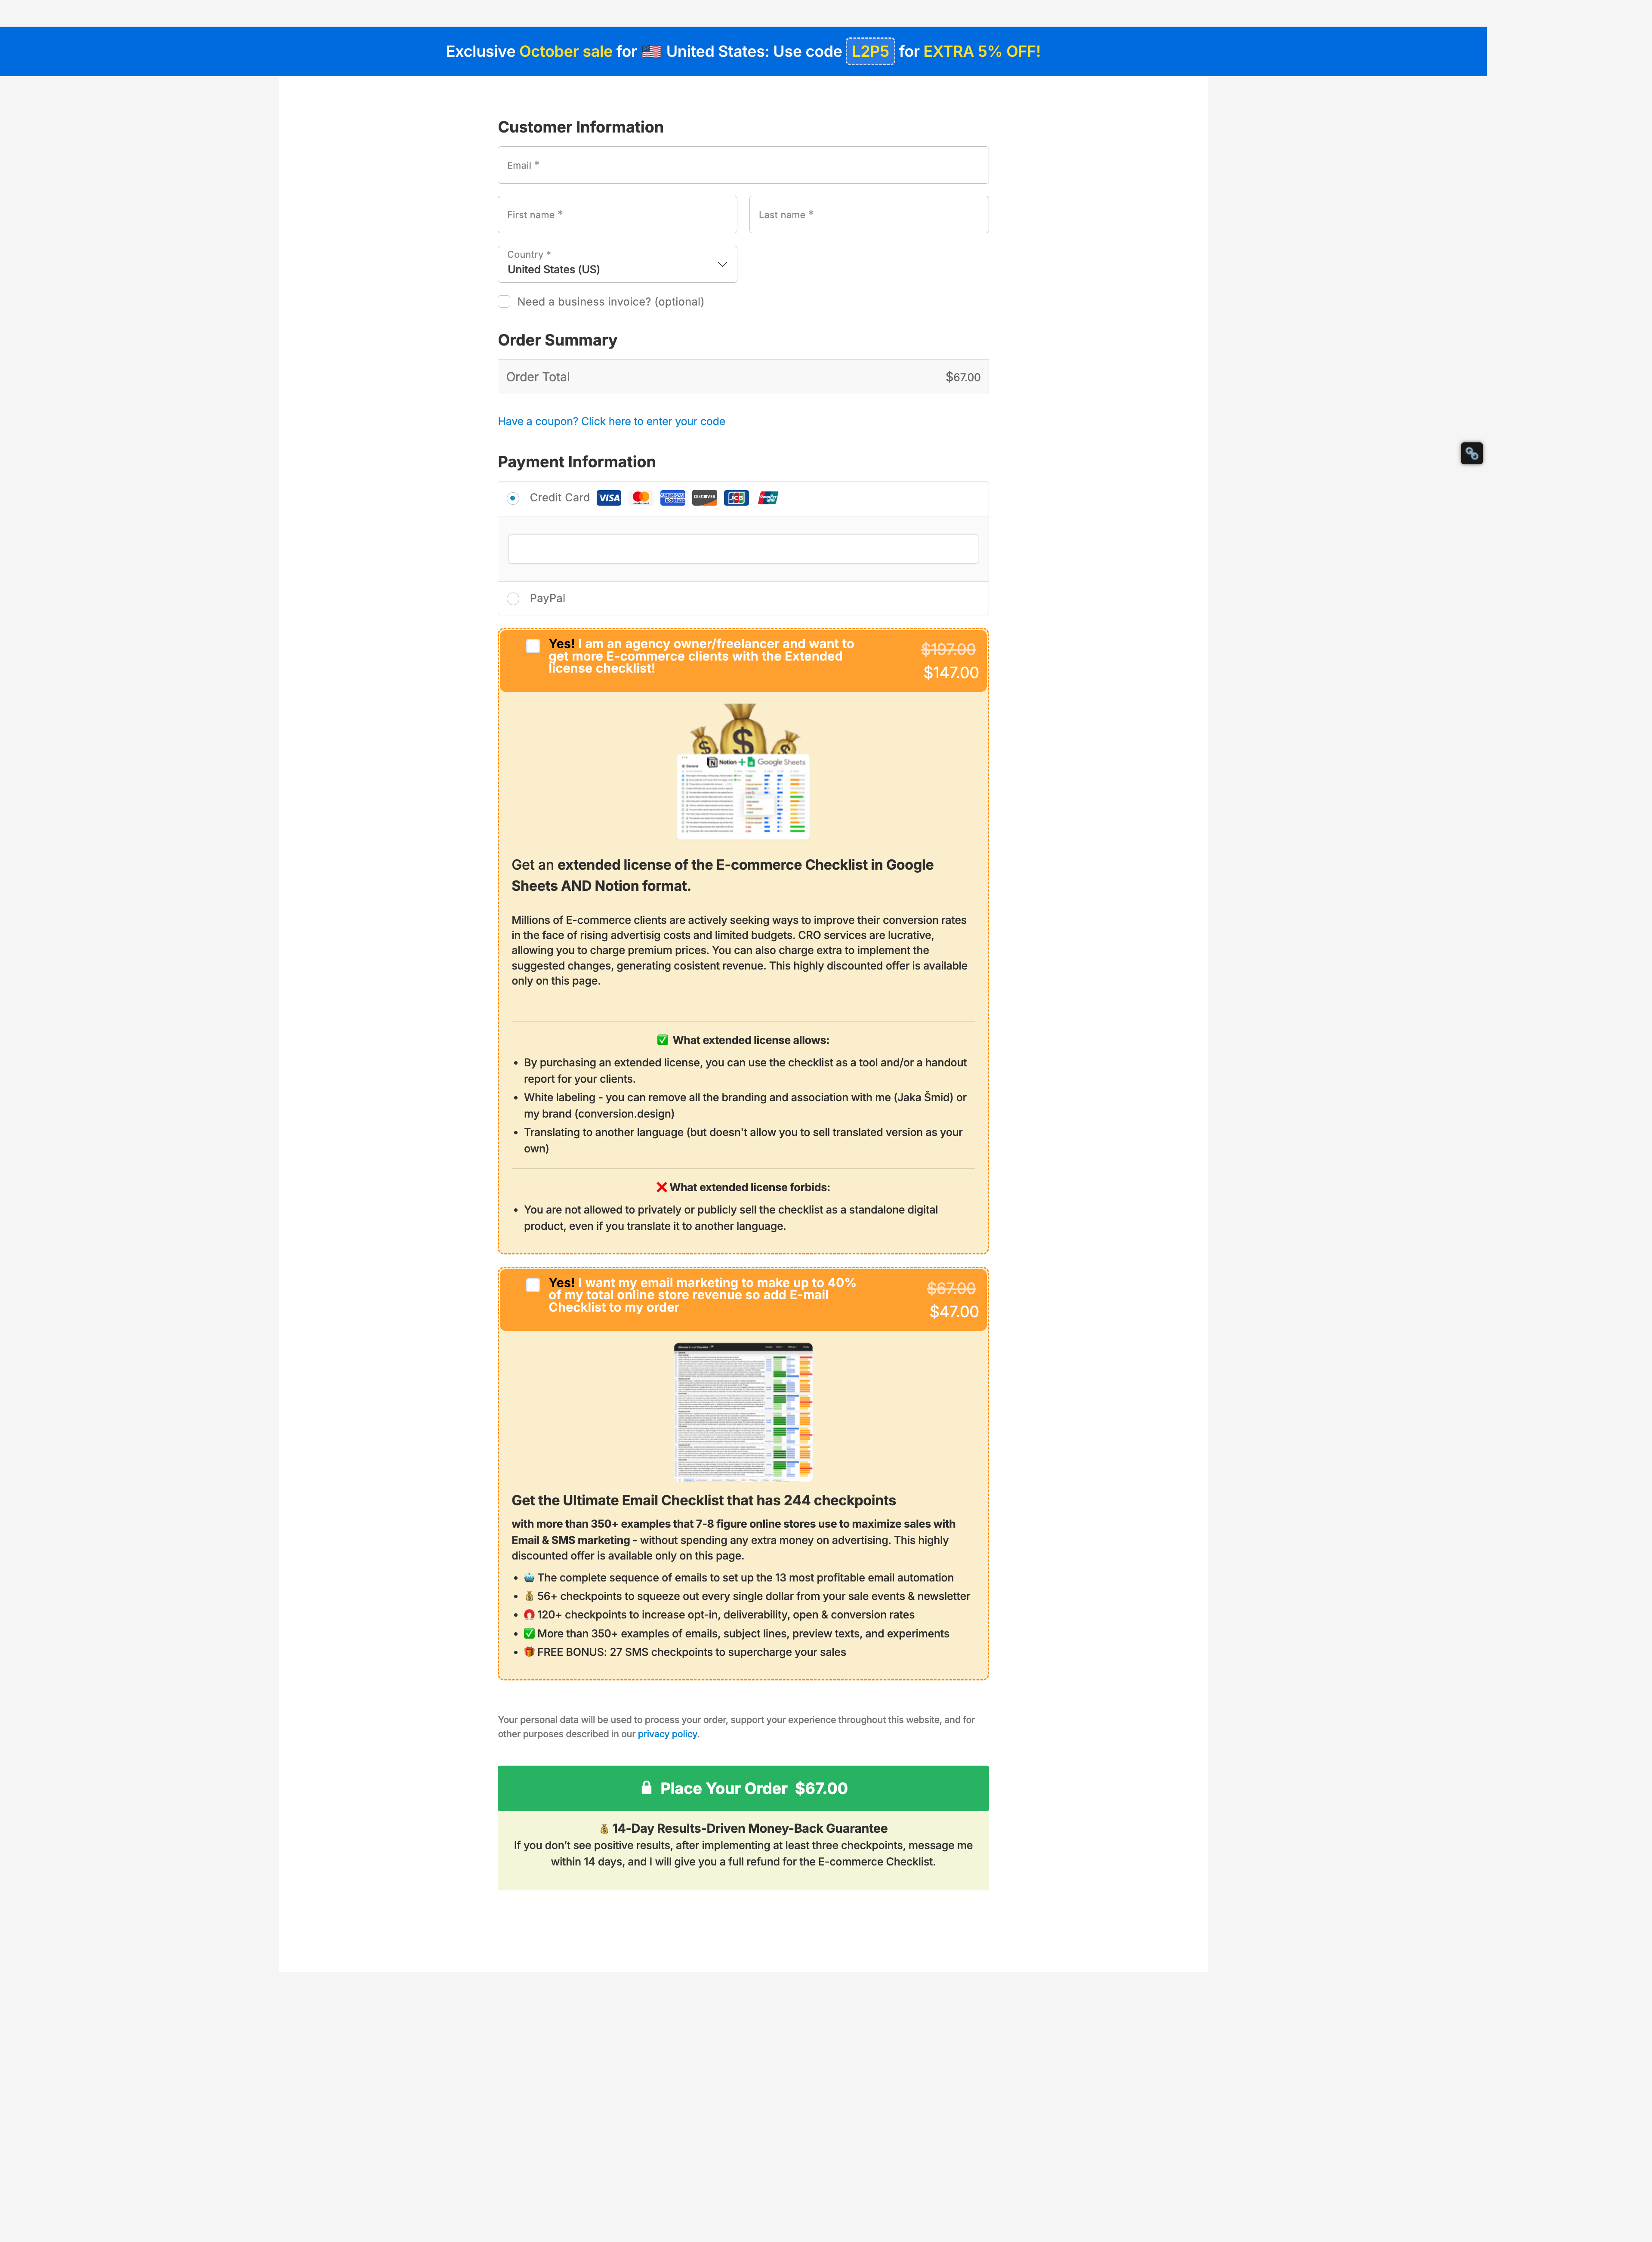 Exclusive October sale for 🇺🇸 United States: Use code L2P5 for EXTRA 5% OFF!
Customer Information
Email *
First name *
Last name *
Country *
United States (US)
Need a business invoice? (optional)
Order Summary
Order Total $67.00
Have a coupon? Click here to enter your code
Payment Information
Credit Card VISA AMERICAN EXPRESS DISCOVER JCB
PayPal
Yes! I am an agency owner/freelancer and want to
get more E-commerce clients with the Extended
license checklist!
$197.00
$147.00
Notion + Google Sheets
Get an extended license of the E-commerce Checklist in Google
Sheets AND Notion format.
Millions of E-commerce clients are actively seeking ways to improve their conversion rates
in the face of rising advertisig costs and limited budgets. CRO services are lucrative,
allowing you to charge premium prices. You can also charge extra to implement the
suggested changes, generating cosistent revenue. This highly discounted offer is available
only on this page.
✅ What extended license allows:
• By purchasing an extended license, you can use the checklist as a tool and/or a handout
report for your clients.
• White labeling - you can remove all the branding and association with me (Jaka Šmid) or
my brand (conversion.design)
• Translating to another language (but doesn't allow you to sell translated version as your
own)
❌ What extended license forbids:
• You are not allowed to privately or publicly sell the checklist as a standalone digital
product, even if you translate it to another language.
Yes! I want my email marketing to make up to 40%
of my total online store revenue so add E-mail
Checklist to my order
$67.00
$47.00
Get the Ultimate Email Checklist that has 244 checkpoints
with more than 350+ examples that 7-8 figure online stores use to maximize sales with
Email & SMS marketing - without spending any extra money on advertising. This highly
discounted offer is available only on this page.
• 🤖 The complete sequence of emails to set up the 13 most profitable email automation
• 💰 56+ checkpoints to squeeze out every single dollar from your sale events & newsletter
• 🧲 120+ checkpoints to increase opt-in, deliverability, open & conversion rates
• ✅ More than 350+ examples of emails, subject lines, preview texts, and experiments
• 🎁 FREE BONUS: 27 SMS checkpoints to supercharge your sales
Your personal data will be used to process your order, support your experience throughout this website, and for
other purposes described in our privacy policy.
Place Your Order $67.00
💰 14-Day Results-Driven Money-Back Guarantee
If you don’t see positive results, after implementing at least three checkpoints, message me
within 14 days, and I will give you a full refund for the E-commerce Checklist.